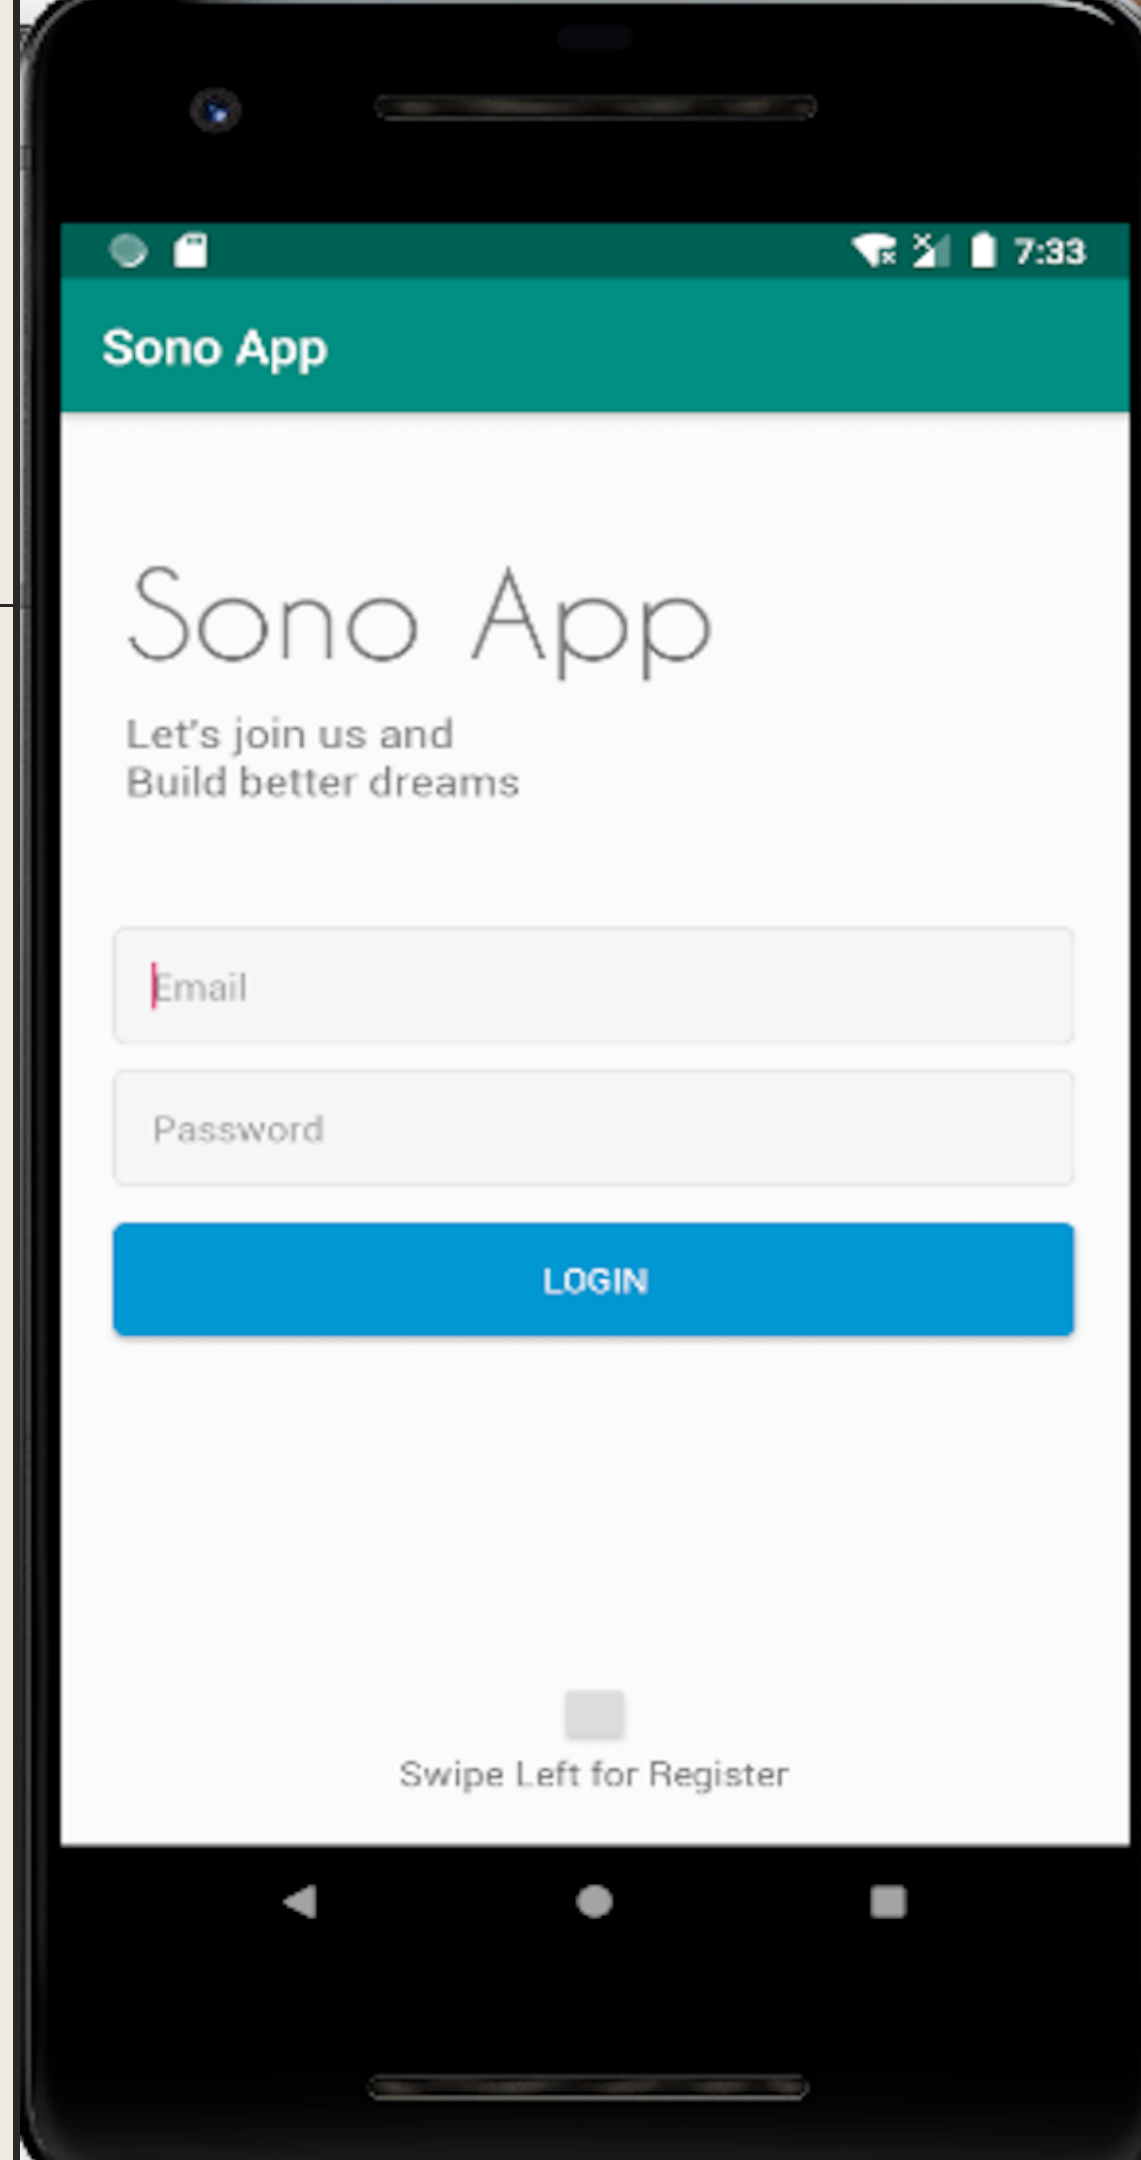 7:33
Sono App
Sono App
Let's join us and
Build better dreams
Email
Password
LOGIN
Swipe Left for Register